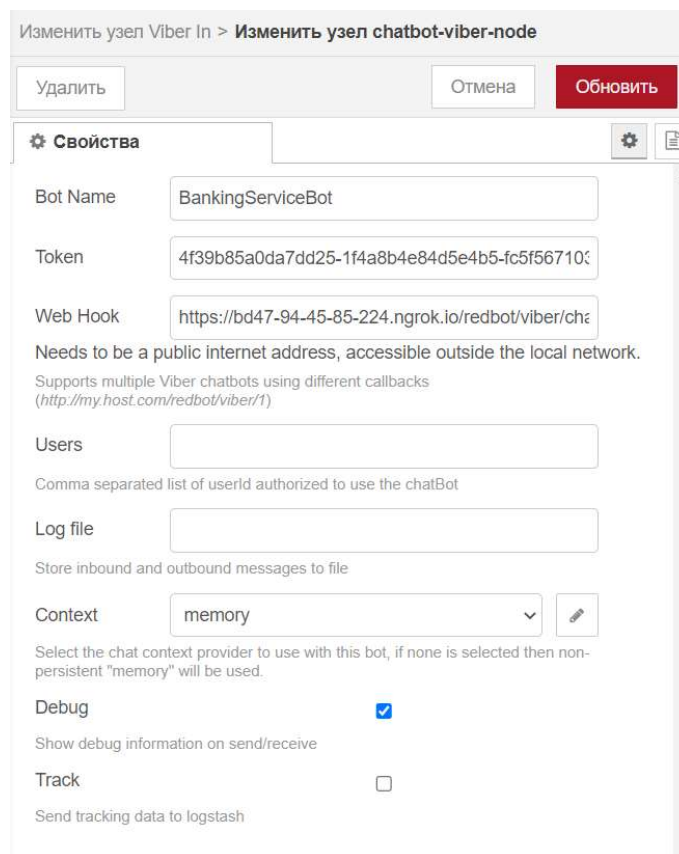 Изменить узел Viber In > Изменить узел chatbot-viber-node
Удалить
Отмена
Обновить
Свойства
Bot Name
BankingServiceBot
Token
4f39b85a0da7dd25-1f4a8b4e84d5e4b5-fc5f567103
Web Hook
https://bd47-94-45-85-224.ngrok.io/redbot/viber/cha
Needs to be a public internet address, accessible outside the local network.
Supports multiple Viber chatbots using different callbacks
(http://my.host.com/redbot/viber/1)
Users
Comma separated list of userId authorized to use the chatBot
Log file
Store inbound and outbound messages to file
Context
memory
Select the chat context provider to use with this bot, if none is selected then non-
persistent "memory" will be used.
Debug
Show debug information on send/receive
Track
Send tracking data to logstash